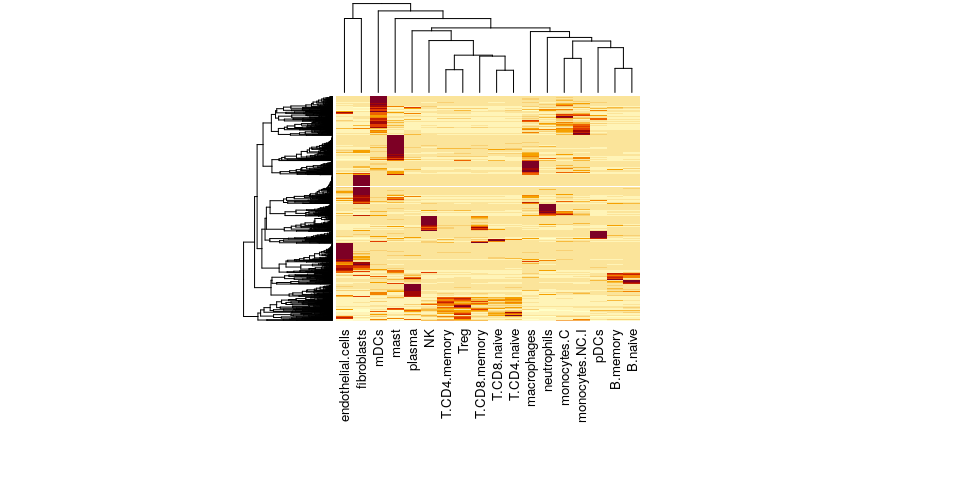 endothelial.cells
fibroblasts
mDCs
mast
plasma
NK
T.CD4.memory
Treg
T.CD8.memory
T.CD8.naive
T.CD4.naive
macrophages
neutrophils
monocytes.C
monocytes.NC.I
pDCs
B.memory
B.naive